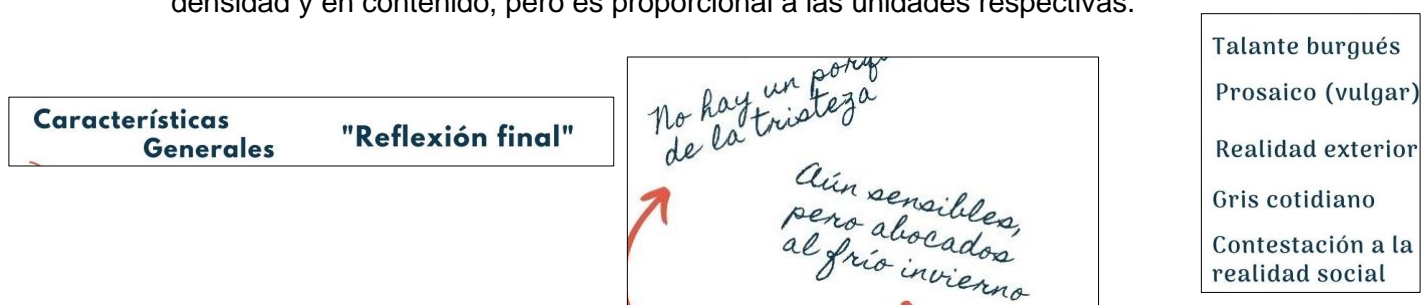 densidad y en contenido, pero es proporcional a las unidades respectivas.
Características
Generales
"Reflexión final"
No hay un porq
de la tristeza
Aún sensibles,
pero abocados
al frío invierno
Talante burgués
Prosaico (vulgar)
Realidad exterior
Gris cotidiano
Contestación a la
realidad social